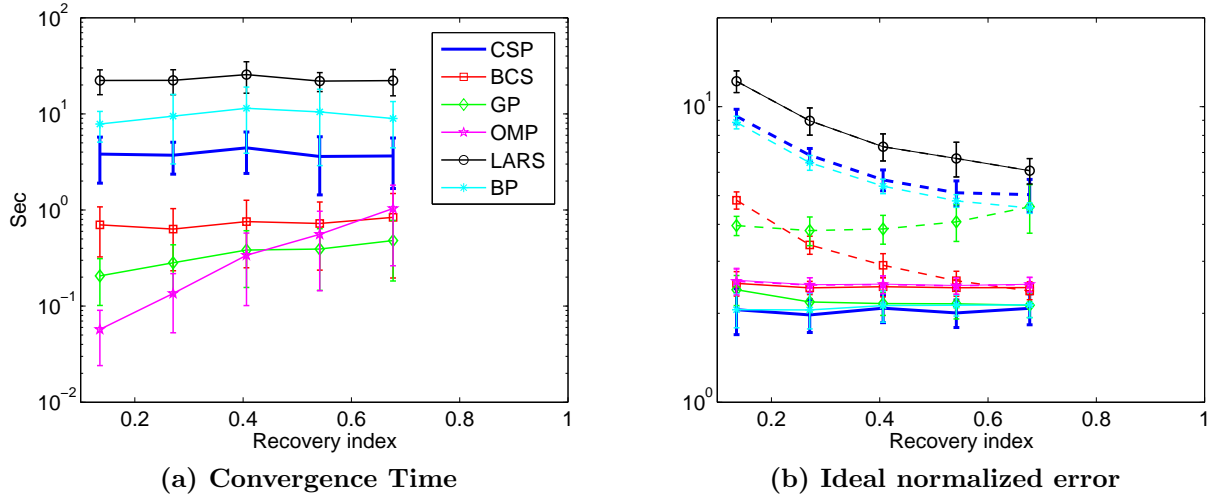 10^2
10^1
10^0
10^-1
10^-2
Sec
0.2 0.4 0.6 0.8 1
Recovery index
CSP
BCS
GP
OMP
LARS
BP
(a) Convergence Time
10^1
10^0
0.2 0.4 0.6 0.8 1
Recovery index
(b) Ideal normalized error